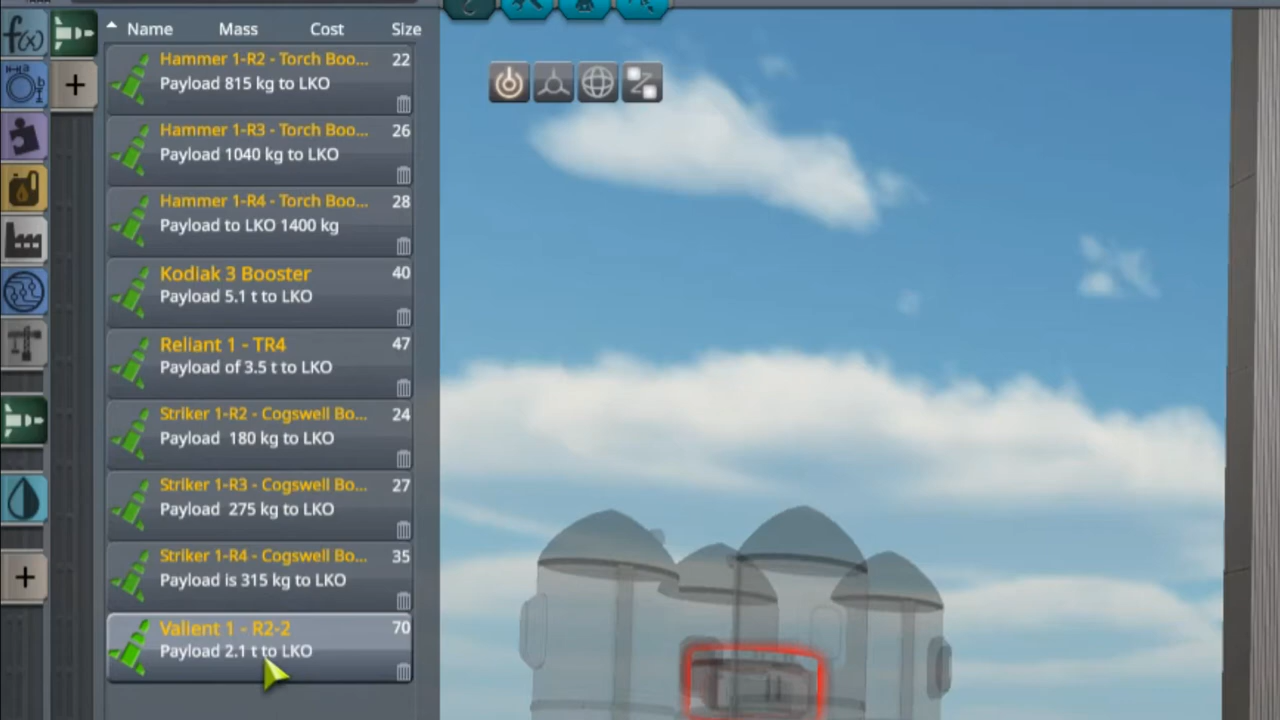 f(x)
Name Mass Cost Size
Hammer 1-R2 - Torch Boo... 22
Payload 815 kg to LKO
Hammer 1-R3 - Torch Boo... 26
Payload 1040 kg to LKO
Hammer 1-R4 - Torch Boo... 28
Payload to LKO 1400 kg
Kodiak 3 Booster 40
Payload 5.1 t to LKO
Reliant 1 - TR4 47
Payload of 3.5 t to LKO
Striker 1-R2 - Cogswell Bo... 24
Payload 180 kg to LKO
Striker 1-R3 - Cogswell Bo... 27
Payload 275 kg to LKO
Striker 1-R4 - Cogswell Bo... 35
Payload is 315 kg to LKO
Valient 1 - R2-2 70
Payload 2.1 t to LKO